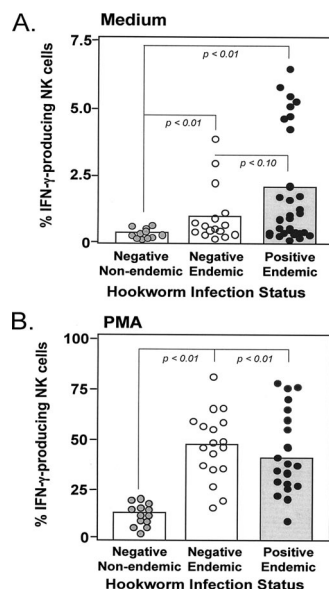 A.
Medium
% IFN-γ-producing NK cells
7.5
5.0
2.5
0
p < 0.01
p < 0.01
p < 0.10
Negative Negative Positive
Non-endemic Endemic Endemic
Hookworm Infection Status
B.
PMA
% IFN-γ-producing NK cells
100
75
50
25
0
p < 0.01 p < 0.01
Negative Negative Positive
Non-endemic Endemic Endemic
Hookworm Infection Status